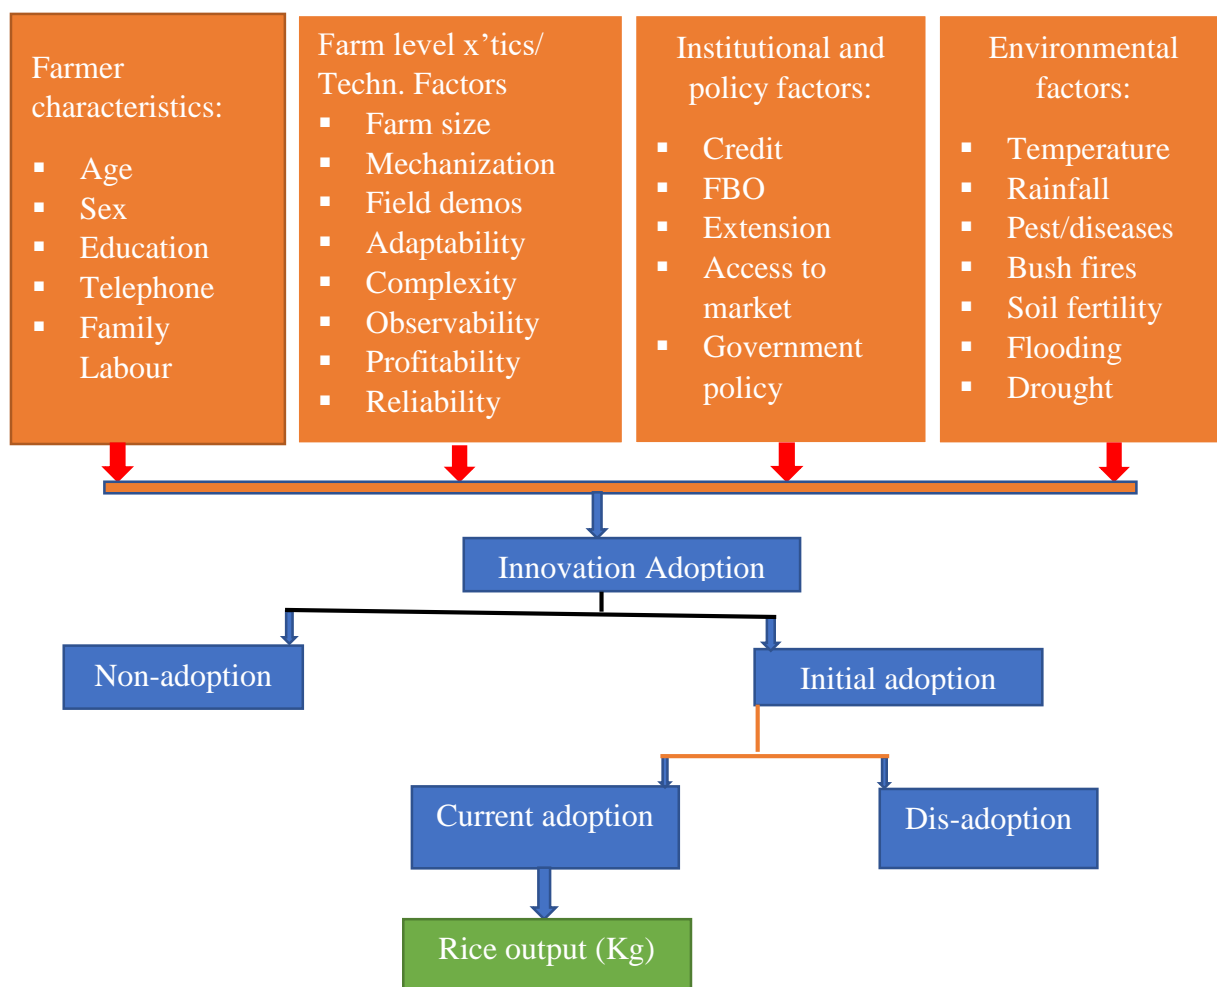 Farmer
characteristics:
▪ Age
▪ Sex
▪ Education
▪ Telephone
▪ Family
Labour
Farm level x’tics/
Techn. Factors
▪ Farm size
▪ Mechanization
▪ Field demos
▪ Adaptability
▪ Complexity
▪ Observability
▪ Profitability
▪ Reliability
Institutional and
policy factors:
▪ Credit
▪ FBO
▪ Extension
▪ Access to
market
▪ Government
policy
Environmental
factors:
▪ Temperature
▪ Rainfall
▪ Pest/diseases
▪ Bush fires
▪ Soil fertility
▪ Flooding
▪ Drought
Innovation Adoption
Non-adoption
Initial adoption
Current adoption
Dis-adoption
Rice output (Kg)